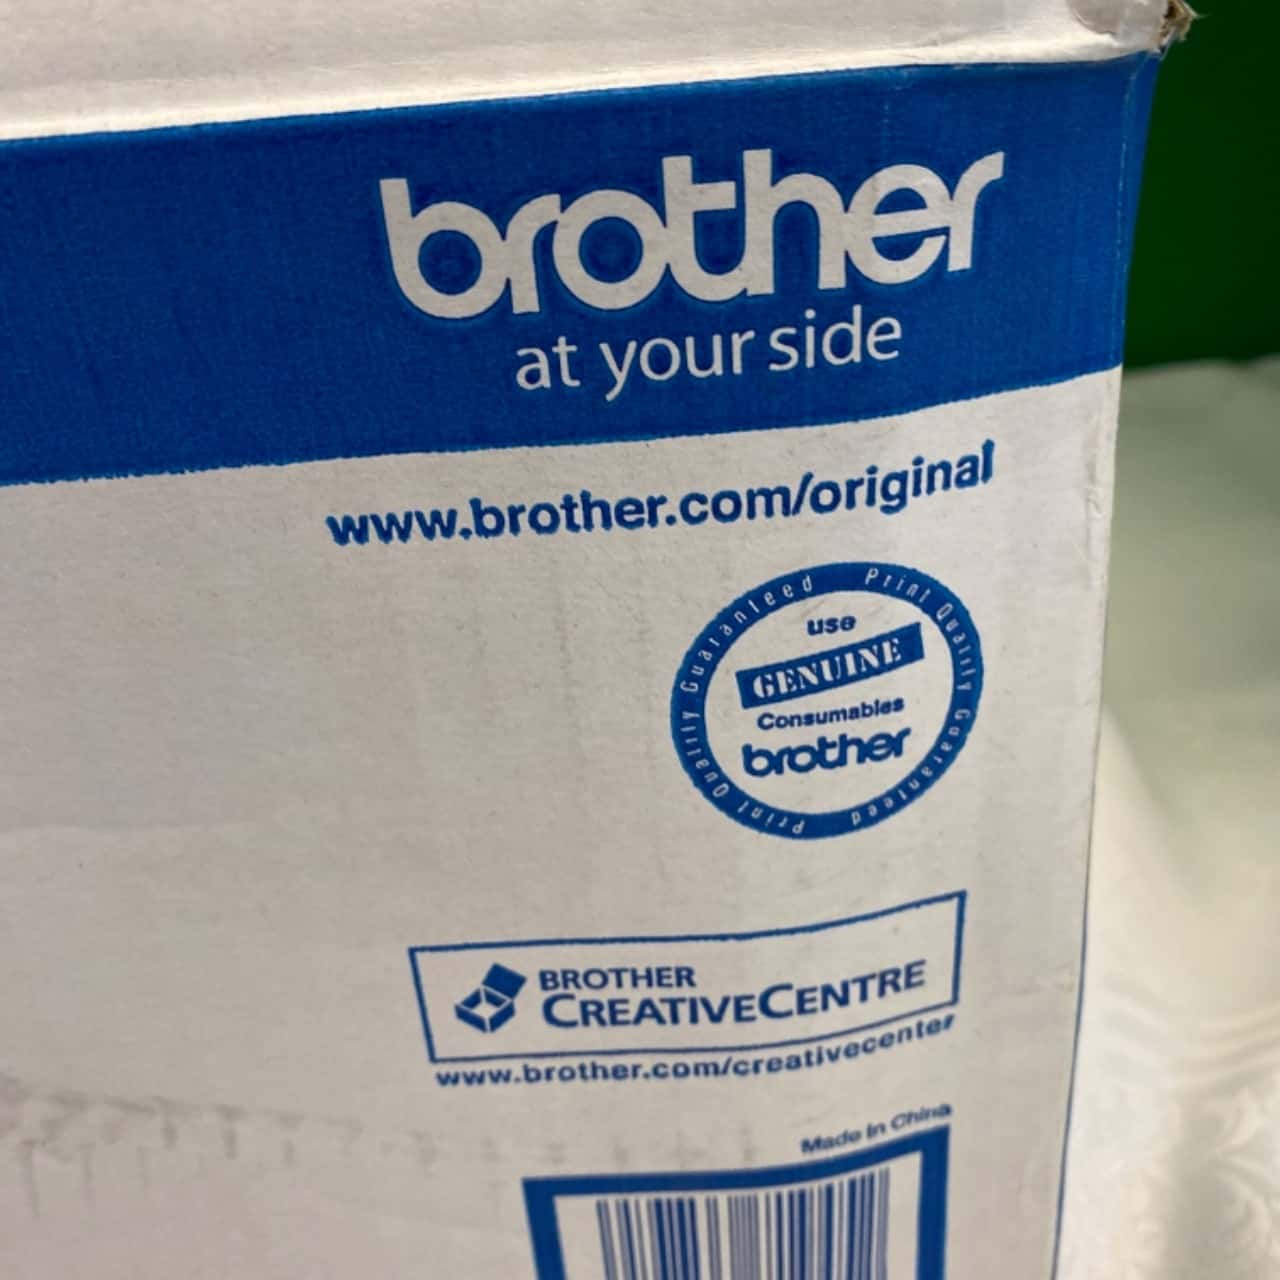 brother
at your side
www.brother.com/original
Print Quality Guaranteed
Print Quality Guaranteed
use
GENUINE
Consumables
brother
BROTHER
CREATIVECENTRE
www.brother.com/creativecenter
Made in China